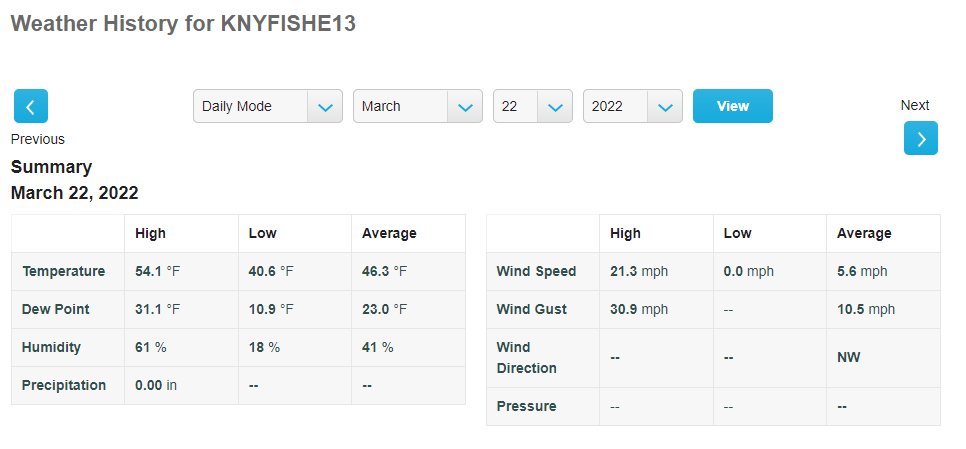 Weather History for KNYFISHE13
Daily Mode March 22 2022 View
Next
Previous
Summary
March 22, 2022
High Low Average
Temperature 54.1 °F 40.6 °F 46.3 °F
Dew Point 31.1 °F 10.9 °F 23.0 °F
Humidity 61 % 18 % 41 %
Precipitation 0.00 in -- --
High Low Average
Wind Speed 21.3 mph 0.0 mph 5.6 mph
Wind Gust 30.9 mph -- 10.5 mph
Wind
Direction -- -- NW
Pressure -- -- --